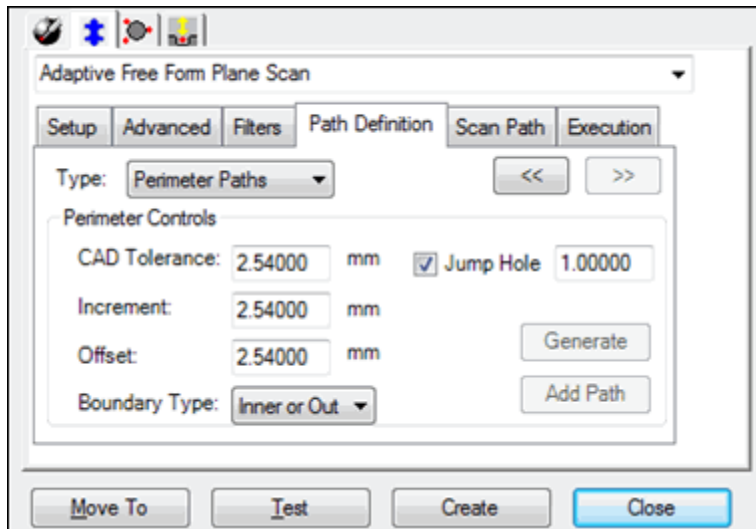 Adaptive Free Form Plane Scan
Setup Advanced Filters Path Definition Scan Path Execution
Type: Perimeter Paths << >>
Perimeter Controls
CAD Tolerance: 2.54000 mm Jump Hole 1.00000
Increment: 2.54000 mm
Offset: 2.54000 mm Generate
Boundary Type: Inner or Out Add Path
Move To Test Create Close